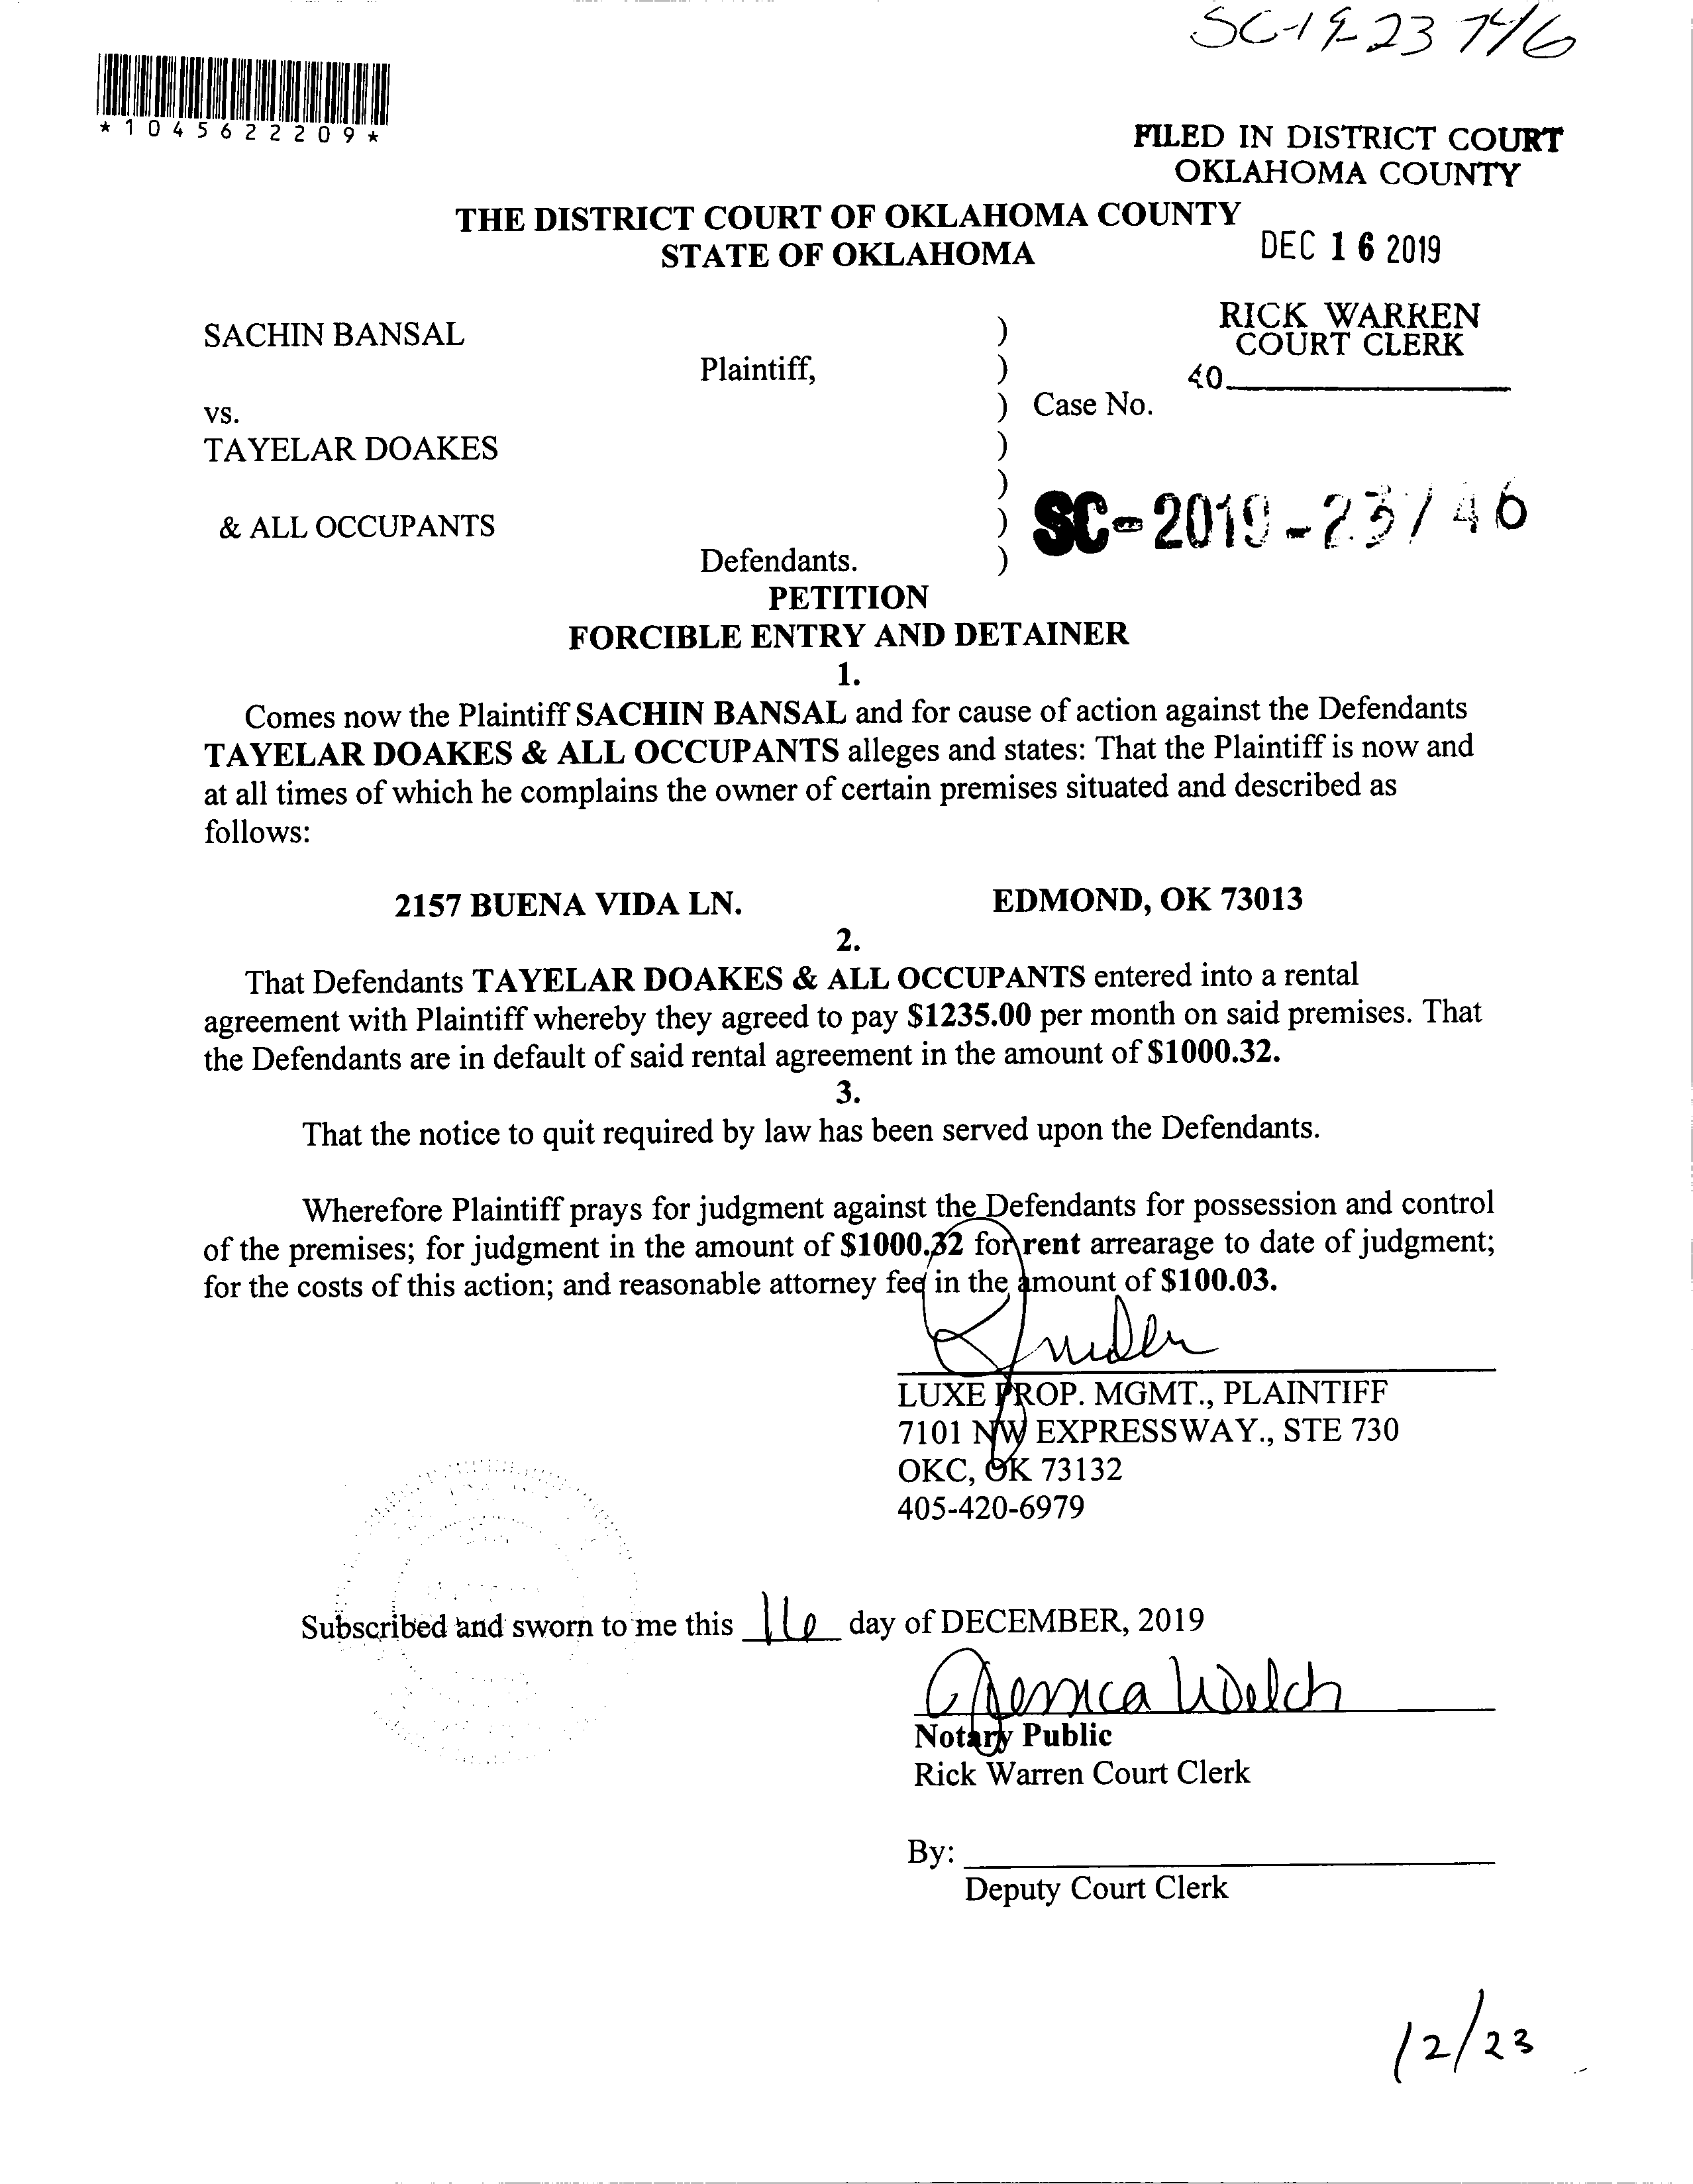 SC-19-23746
*1045622209*
FILED IN DISTRICT COURT
OKLAHOMA COUNTY
THE DISTRICT COURT OF OKLAHOMA COUNTY
STATE OF OKLAHOMA
DEC 16 2019
RICK WARREN
COURT CLERK
40
SACHIN BANSAL )
Plaintiff, )
vs. ) Case No.
TAYELAR DOAKES )
)
& ALL OCCUPANTS ) SC-2019-23746
Defendants. )
PETITION
FORCIBLE ENTRY AND DETAINER
1.
Comes now the Plaintiff SACHIN BANSAL and for cause of action against the Defendants
TAYELAR DOAKES & ALL OCCUPANTS alleges and states: That the Plaintiff is now and
at all times of which he complains the owner of certain premises situated and described as
follows:
2157 BUENA VIDA LN. EDMOND, OK 73013
2.
That Defendants TAYELAR DOAKES & ALL OCCUPANTS entered into a rental
agreement with Plaintiff whereby they agreed to pay $1235.00 per month on said premises. That
the Defendants are in default of said rental agreement in the amount of $1000.32.
3.
That the notice to quit required by law has been served upon the Defendants.
Wherefore Plaintiff prays for judgment against the Defendants for possession and control
of the premises; for judgment in the amount of $1000.32 for rent arrearage to date of judgment;
for the costs of this action; and reasonable attorney fee in the amount of $100.03.
LUXE PROP. MGMT., PLAINTIFF
7101 NW EXPRESSWAY., STE 730
OKC, OK 73132
405-420-6979
Subscribed and sworn to me this 16 day of DECEMBER, 2019
Jessica Welch
Notary Public
Rick Warren Court Clerk
By:
Deputy Court Clerk
12/23